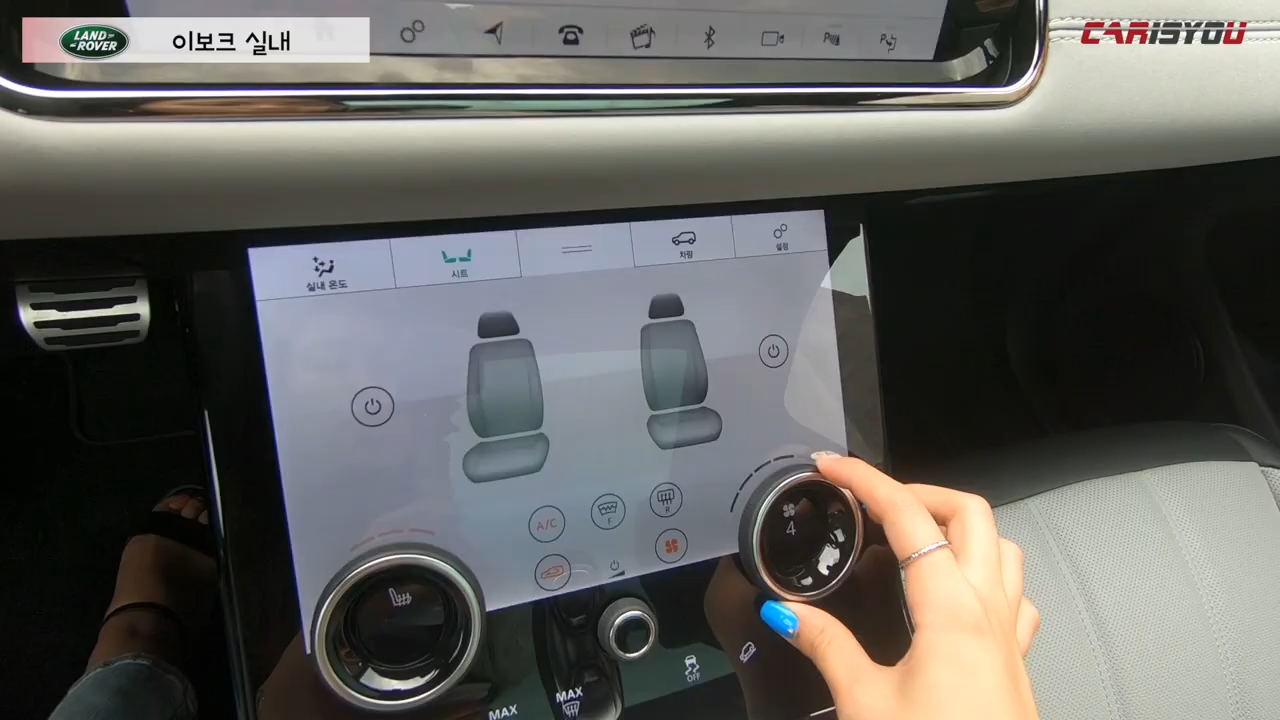 LAND
ROVER
이보크 실내
CARISYOU
실내 온도
시트
차량
설정
A/C
F
R
4
OFF
MAX
MAX